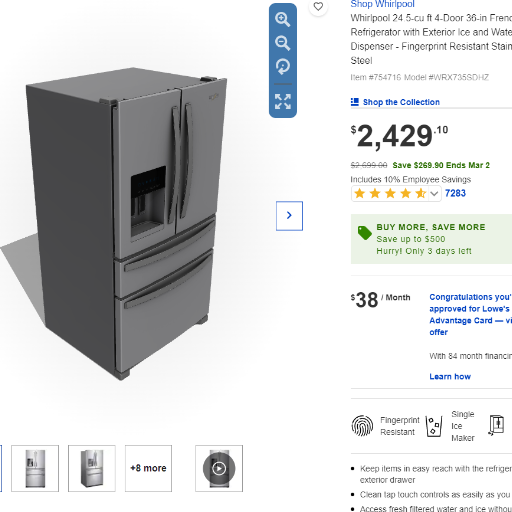 Shop Whirlpool
Whirlpool 24.5-cu ft 4-Door 36-in Frenc
Refrigerator with Exterior Ice and Wate
Dispenser - Fingerprint Resistant Stain
Steel
Item #754716 Model #WRX735SDHZ
Shop the Collection
$2,429.10
$2,699.00 Save $269.90 Ends Mar 2
Includes 10% Employee Savings
7283
BUY MORE, SAVE MORE
Save up to $500
Hurry! Only 3 days left
$38 / Month
Congratulations you'
approved for Lowe's
Advantage Card — vi
offer
With 84 month financin
Learn how
Fingerprint
Resistant
Single
Ice
Maker
+8 more
Keep items in easy reach with the refriger
exterior drawer
Clean tap touch controls as easily as you
Access fresh filtered water and ice withou